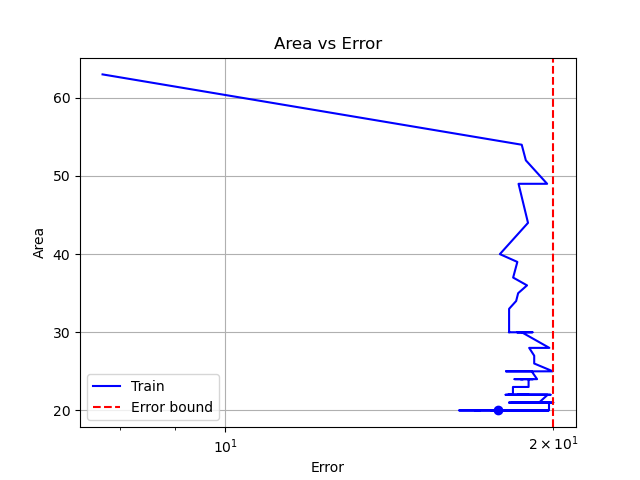 Area vs Error
Area
60
50
40
30
20
Train
Error bound
10¹
2 × 10¹
Error